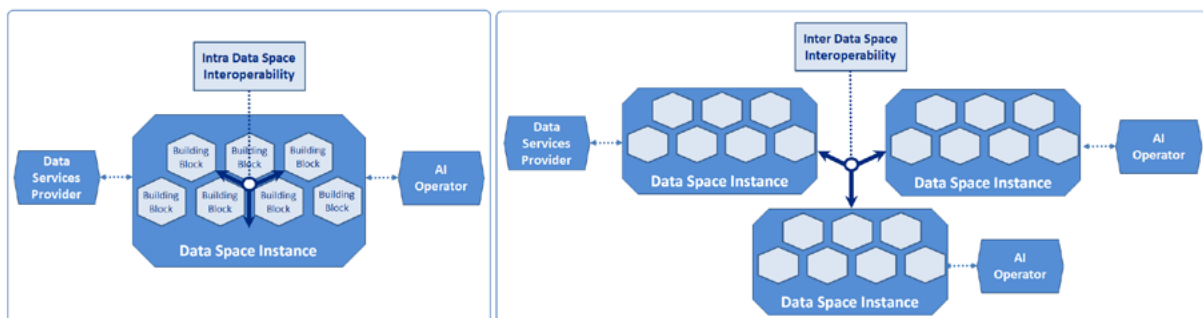 Intra Data Space
Interoperability
Data
Services
Provider
Building
Block
Building
Block
Building
Block
Building
Block
Building
Block
Building
Block
Building
Block
Data Space Instance
AI
Operator
Inter Data Space
Interoperability
Data
Services
Provider
Data Space Instance
Data Space Instance
AI
Operator
Data Space Instance
AI
Operator